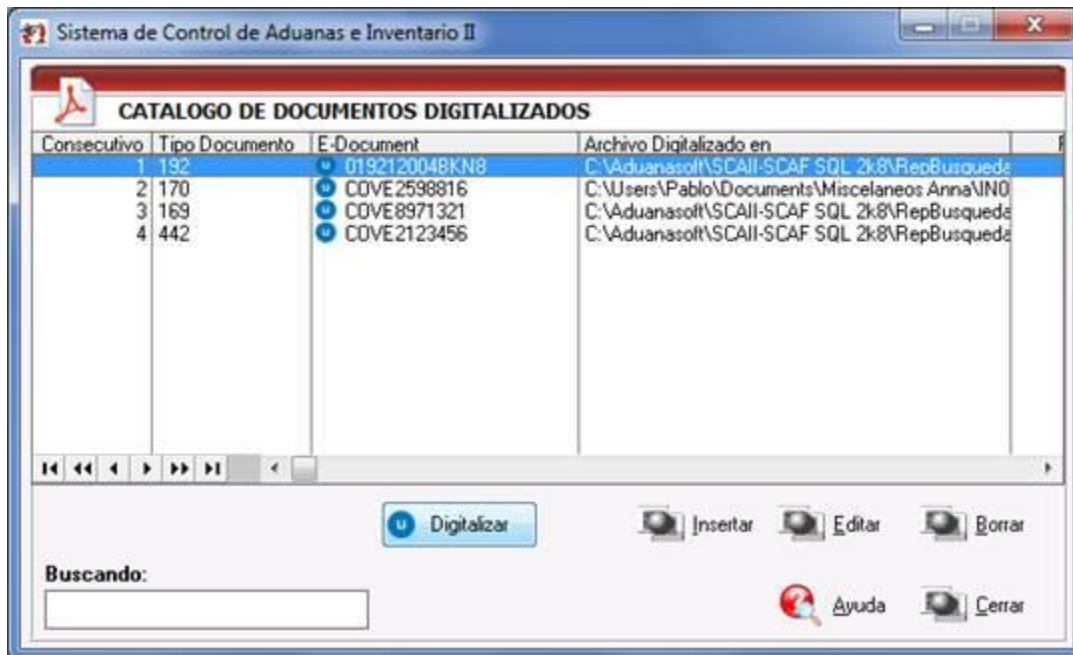 Sistema de Control de Aduanas e Inventario II
CATALOGO DE DOCUMENTOS DIGITALIZADOS
Consecutivo Tipo Documento E-Document Archivo Digitalizado en
1 192 019212004BKN8 C:\Aduanasoft\SCAII-SCAF SQL 2k8\RepBusqueda
2 170 COVE2598816 C:\Users\Pablo\Documents\Miscelaneos Anna\IN0
3 169 COVE8971321 C:\Aduanasoft\SCAII-SCAF SQL 2k8\RepBusqueda
4 442 COVE2123456 C:\Aduanasoft\SCAII-SCAF SQL 2k8\RepBusqueda
Digitalizar Insertar Editar Borrar
Buscando:
Ayuda Cerrar